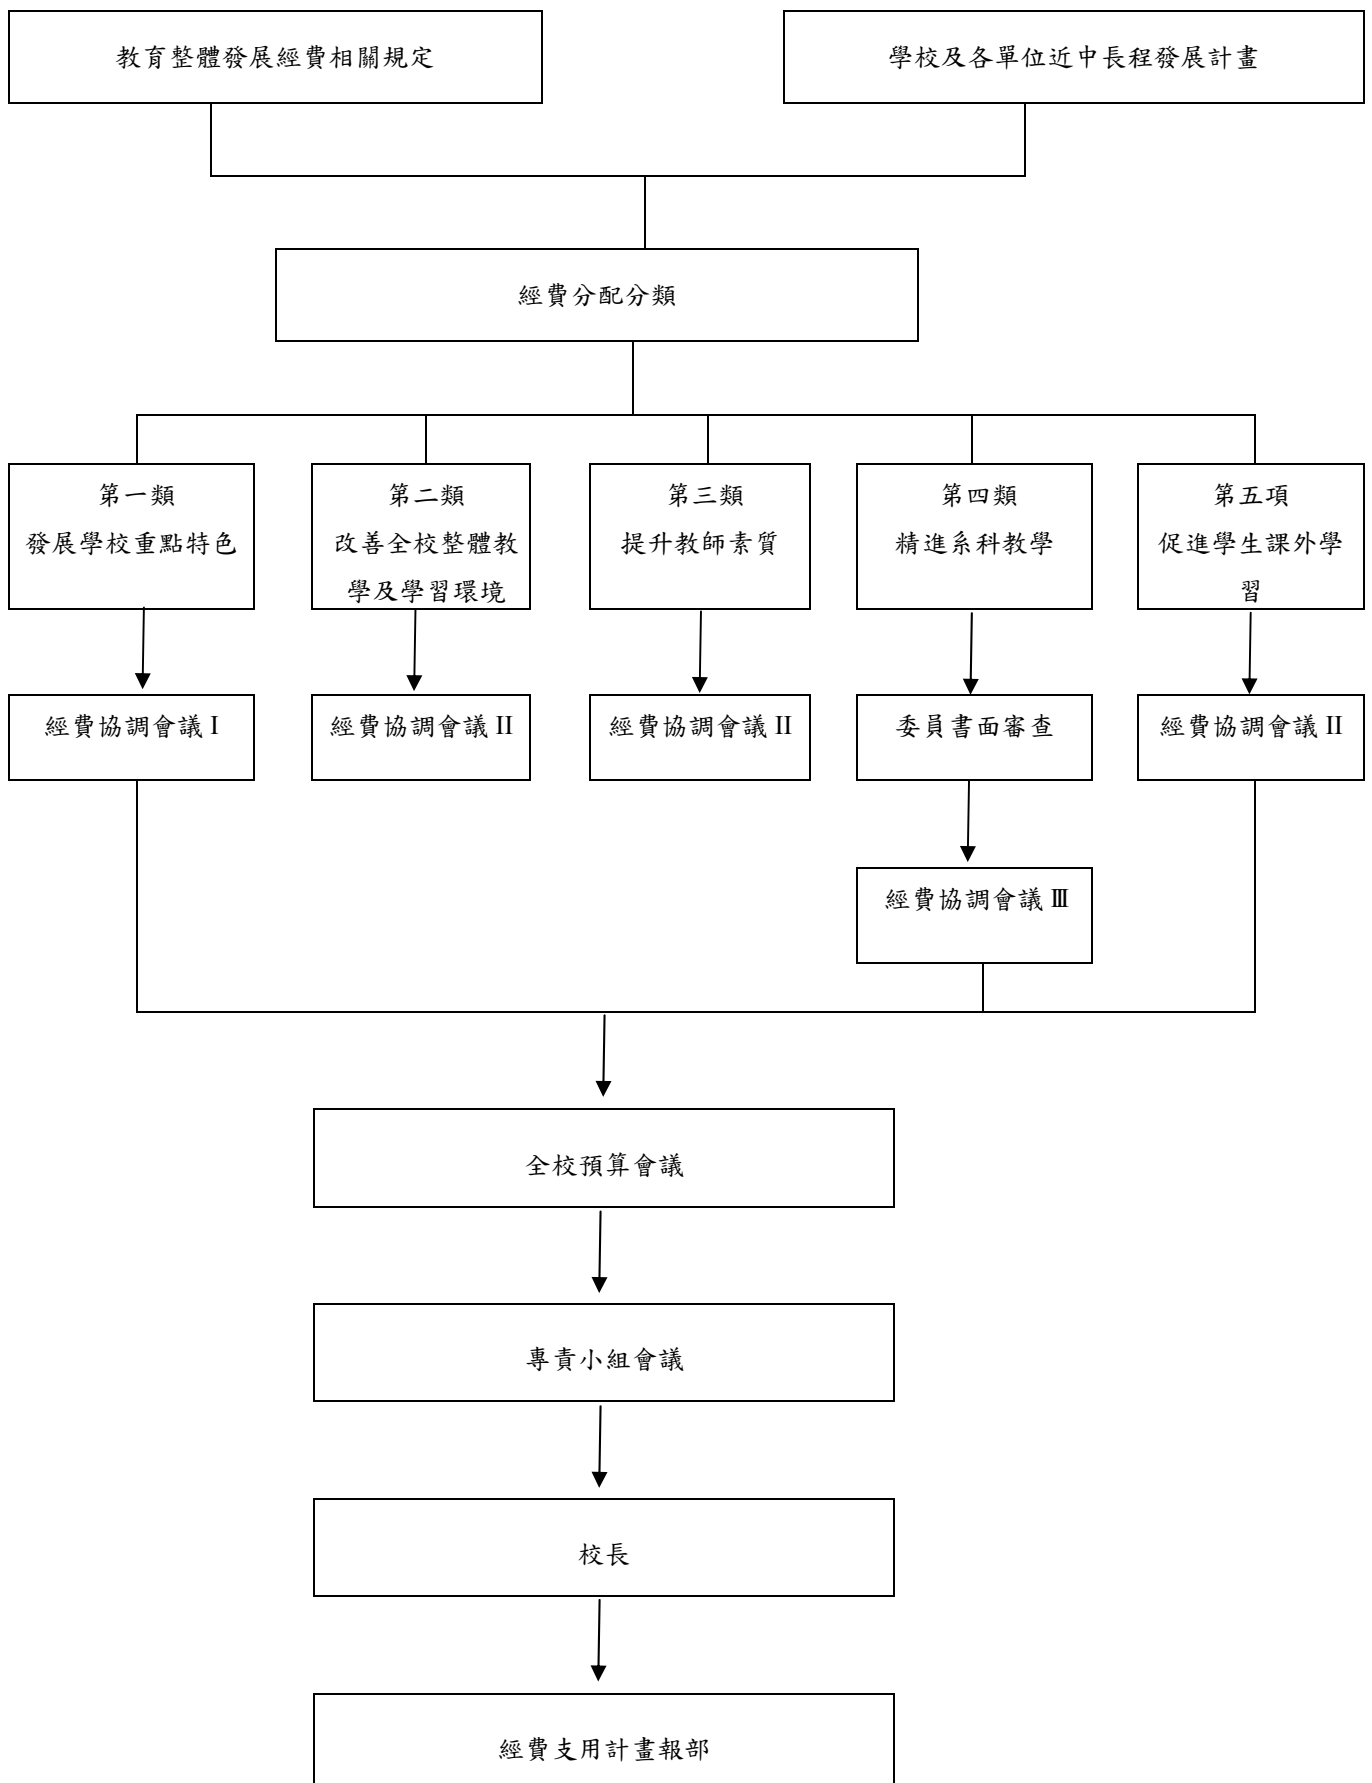 教育整體發展經費相關規定
學校及各單位近中長程發展計畫
經費分配分類
第一類
發展學校重點特色
第二類
改善全校整體教
學及學習環境
第三類
提升教師素質
第四類
精進系科教學
第五項
促進學生課外學
習
經費協調會議 I
經費協調會議 II
經費協調會議 II
委員書面審查
經費協調會議 II
經費協調會議 Ⅲ
全校預算會議
專責小組會議
校長
經費支用計畫報部